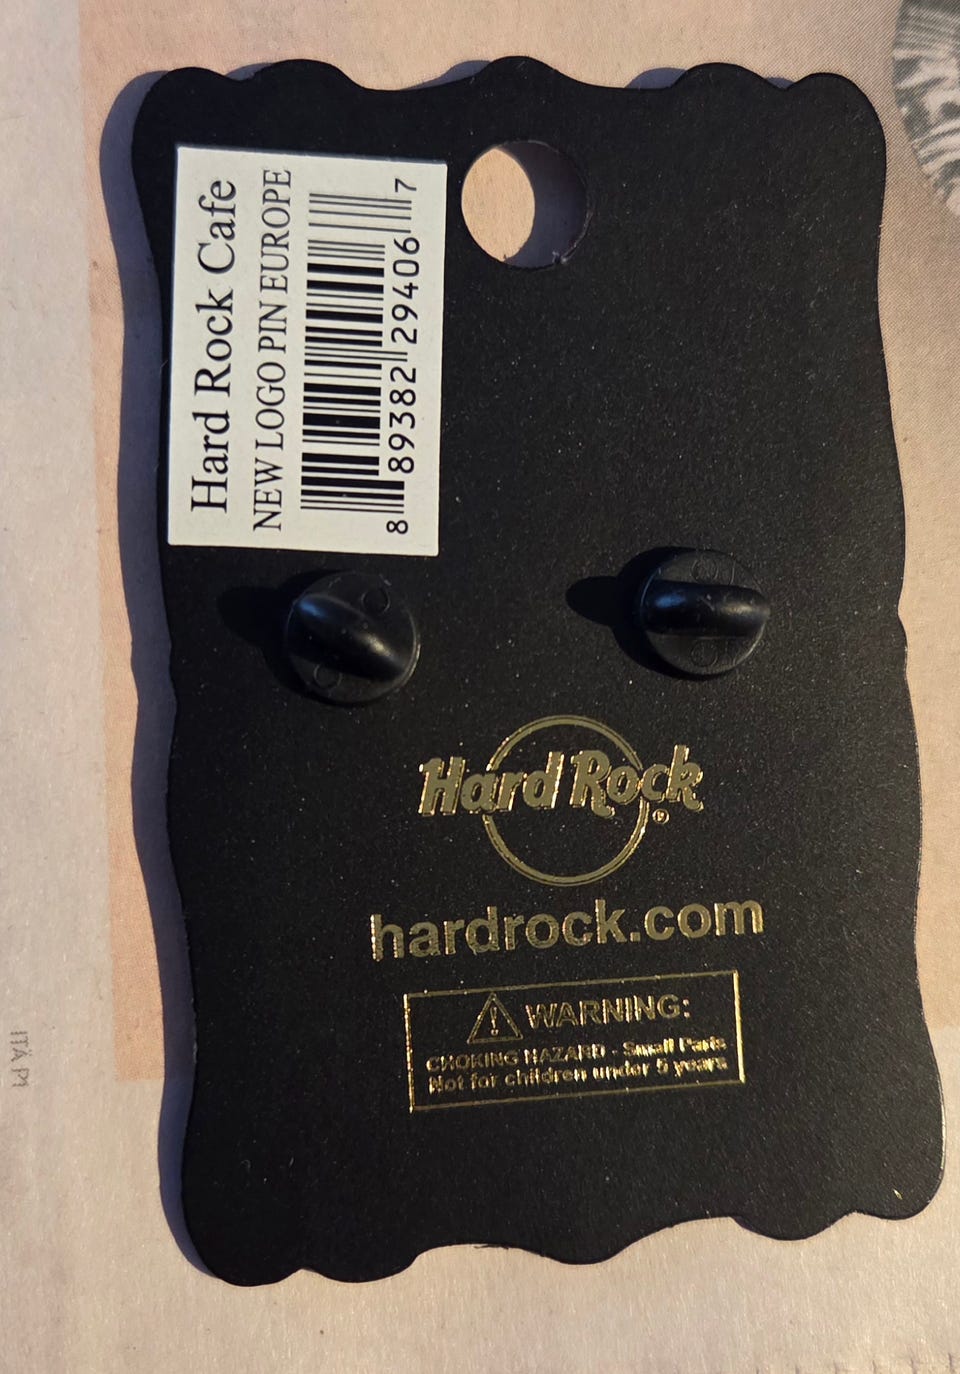 Hard Rock Cafe
NEW LOGO PIN EUROPE
8 89382 29406 7
Hard Rock
®
hardrock.com
WARNING:
CHOKING HAZARD - Small Parts
Not for children under 5 years